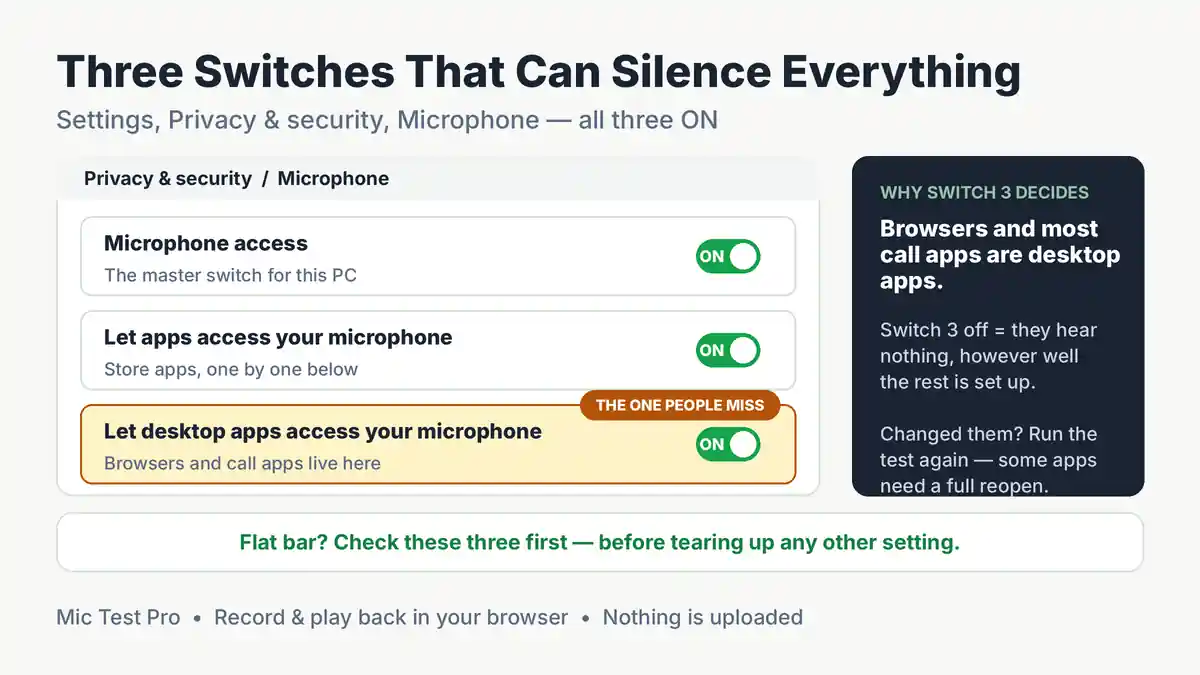 Three Switches That Can Silence Everything
Settings, Privacy & security, Microphone — all three ON
Privacy & security / Microphone
Microphone access
The master switch for this PC
ON
Let apps access your microphone
Store apps, one by one below
ON
THE ONE PEOPLE MISS
Let desktop apps access your microphone
Browsers and call apps live here
ON
WHY SWITCH 3 DECIDES
Browsers and most
call apps are desktop
apps.
Switch 3 off = they hear
nothing, however well
the rest is set up.
Changed them? Run the
test again — some apps
need a full reopen.
Flat bar? Check these three first — before tearing up any other setting.
Mic Test Pro • Record & play back in your browser • Nothing is uploaded